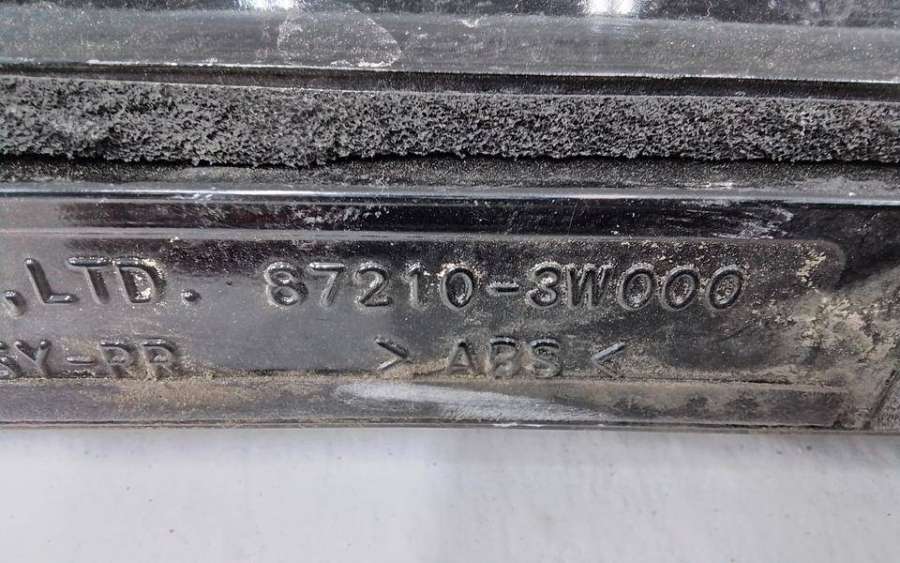 .,LTD. 87210-3W000
SY-RR > ABS <